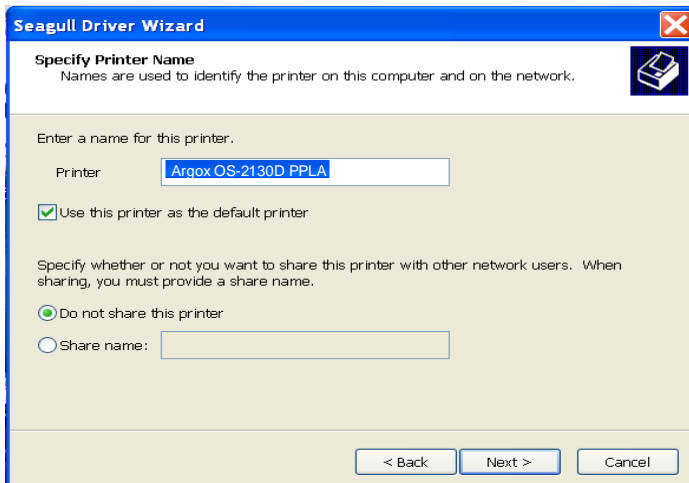 Seagull Driver Wizard
Specify Printer Name
Names are used to identify the printer on this computer and on the network.
Enter a name for this printer.
Printer Argox OS-2130D PPLA
Use this printer as the default printer
Specify whether or not you want to share this printer with other network users. When
sharing, you must provide a share name.
Do not share this printer
Share name:
< Back Next > Cancel